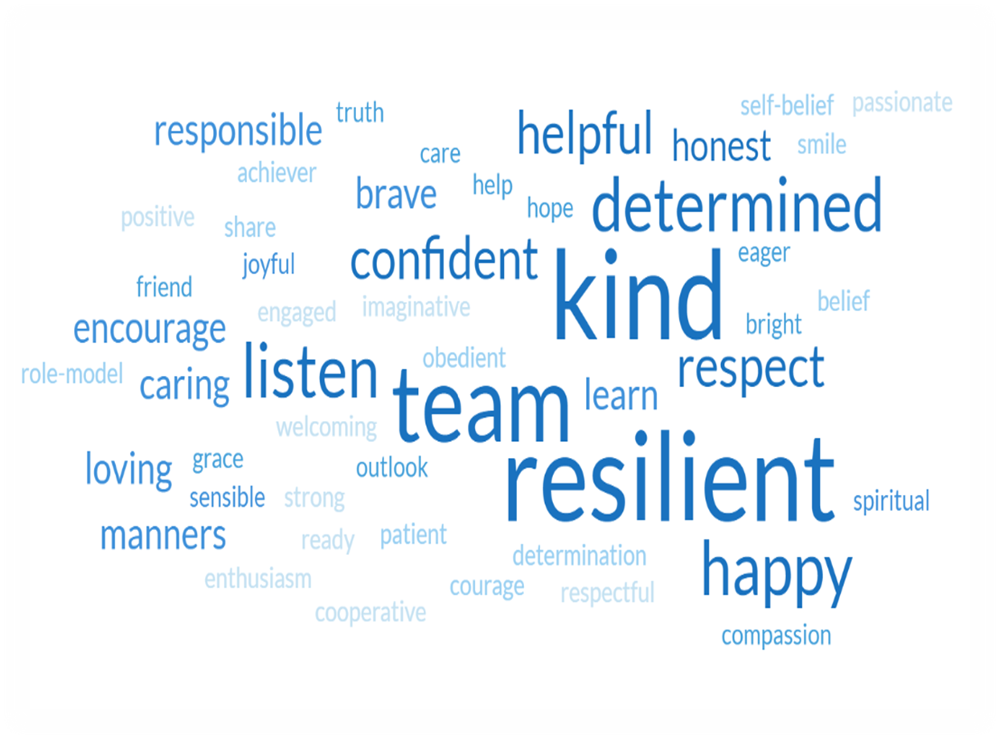 truth
self-belief passionate
responsible
helpful
honest
smile
care
achiever
help
brave
hope
determined
positive
share
eager
joyful
confident
kind
friend
engaged
imaginative
belief
bright
encourage
listen
obedient
respect
role-model
caring
team
learn
welcoming
grace
outlook
loving
resilient
sensible
strong
spiritual
manners
ready
patient
determination
happy
enthusiasm
courage
respectful
cooperative
compassion